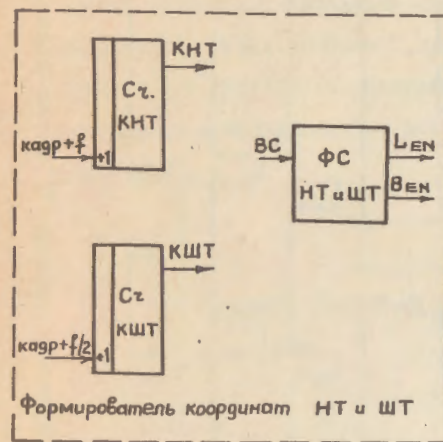 КНТ
Сч.
КНТ
кадр+f
+1
ВС
ФС
НТ и ШТ
LEN
BEN
КШТ
Сч
КШТ
кадр+f/2
+1
Формирователь координат НТ и ШТ